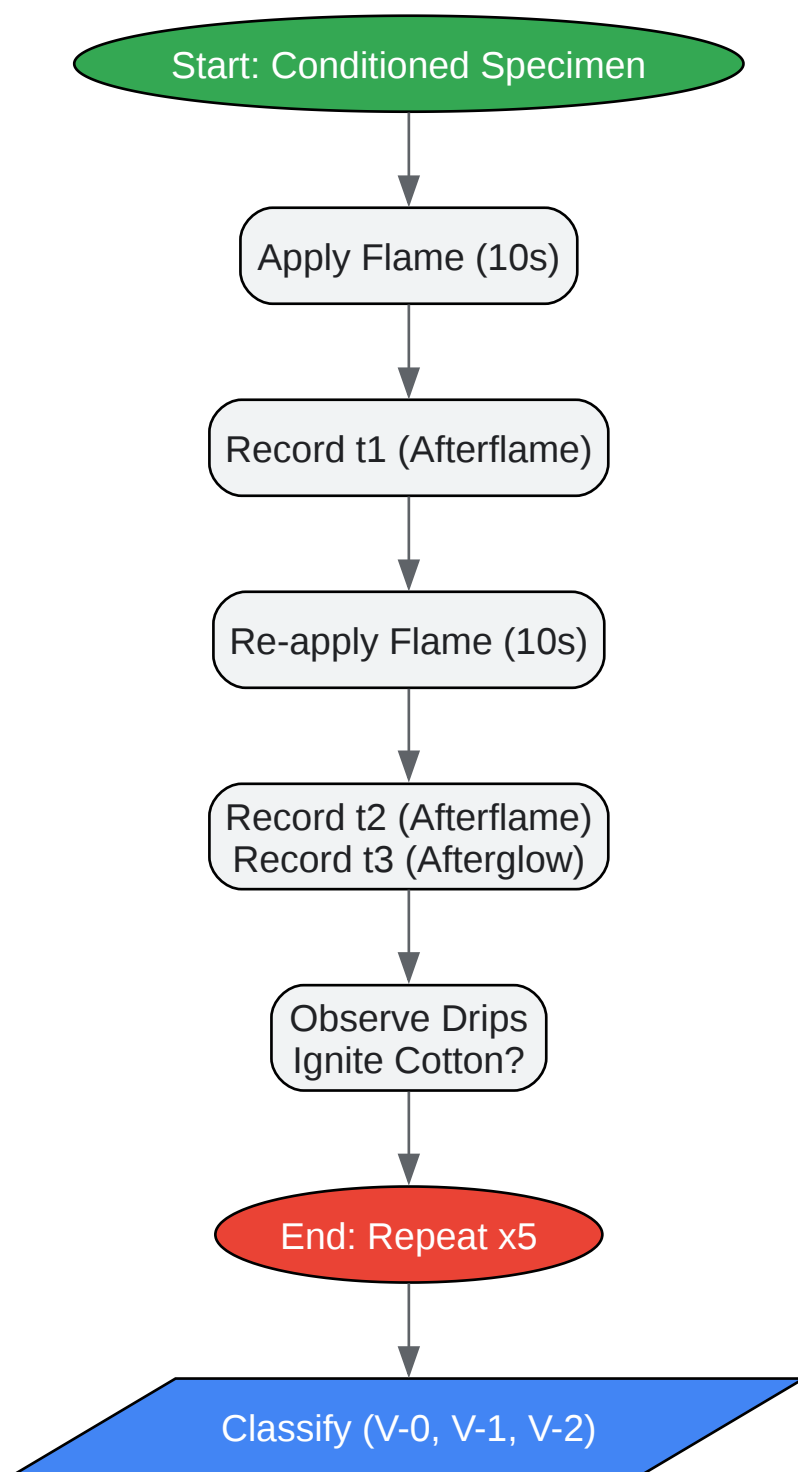 Start: Conditioned Specimen
Apply Flame (10s)
Record t1 (Afterflame)
Re-apply Flame (10s)
Record t2 (Afterflame)
Record t3 (Afterglow)
Observe Drips
Ignite Cotton?
End: Repeat x5
Classify (V-0, V-1, V-2)